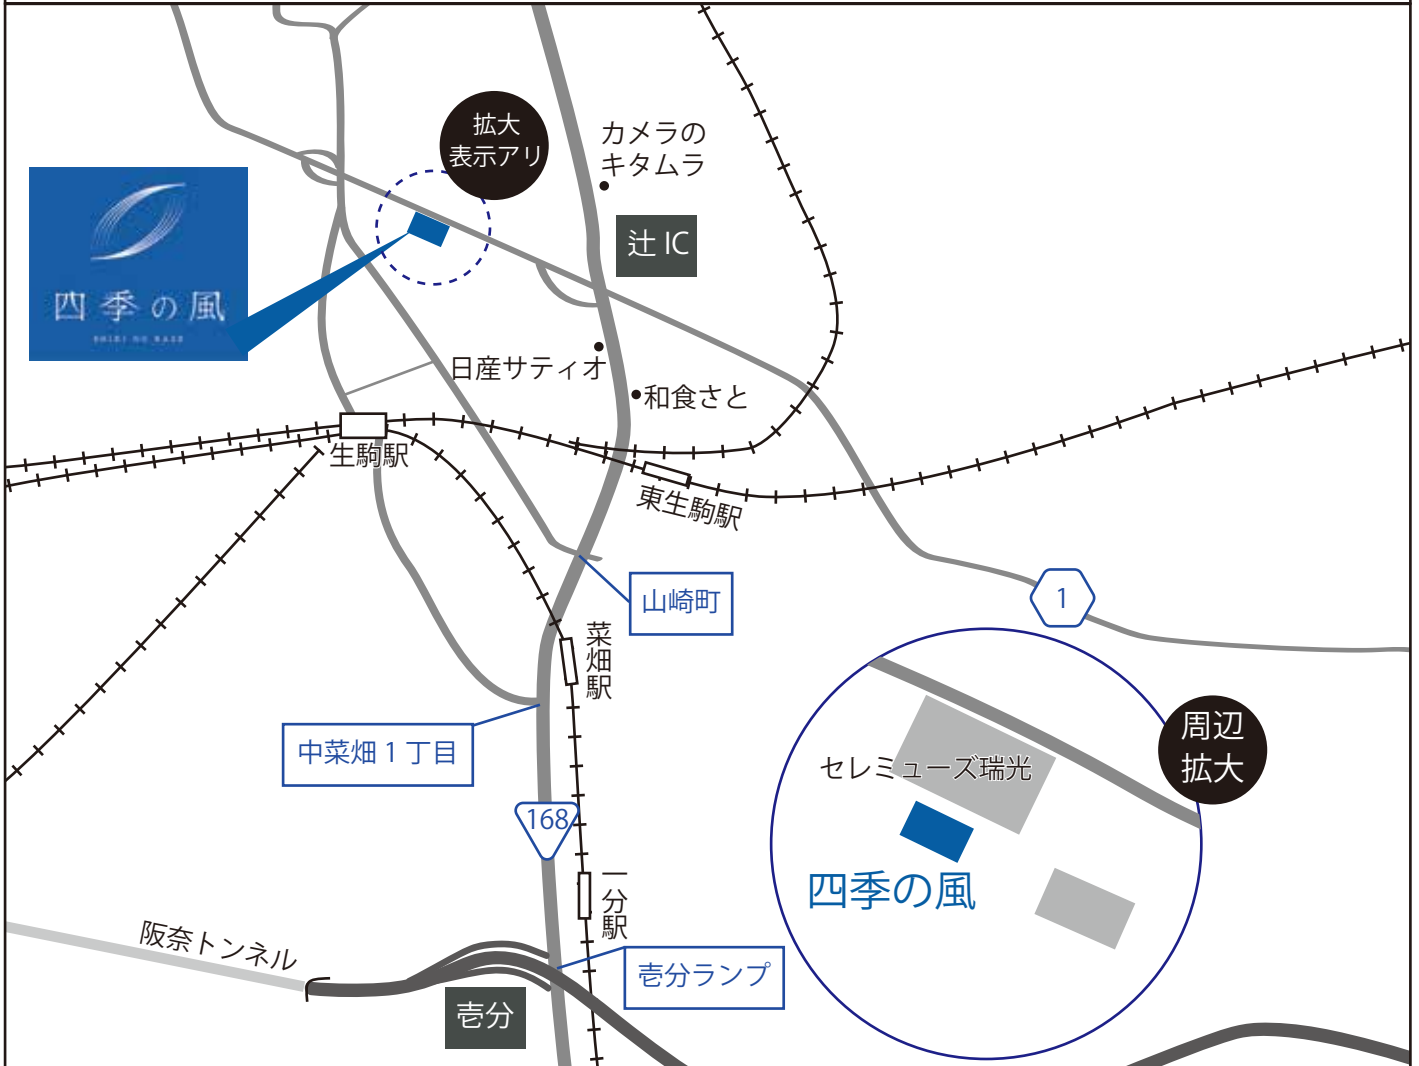 拡大
表示アリ
カメラの
キタムラ
辻 IC
四季の風
SHIKI NO KAZE
日産サティオ
和食さと
生駒駅
東生駒駅
山崎町
1
菜畑駅
中菜畑 1 丁目
168
周辺
拡大
セレミューズ瑞光
四季の風
一分駅
阪奈トンネル
壱分ランプ
壱分